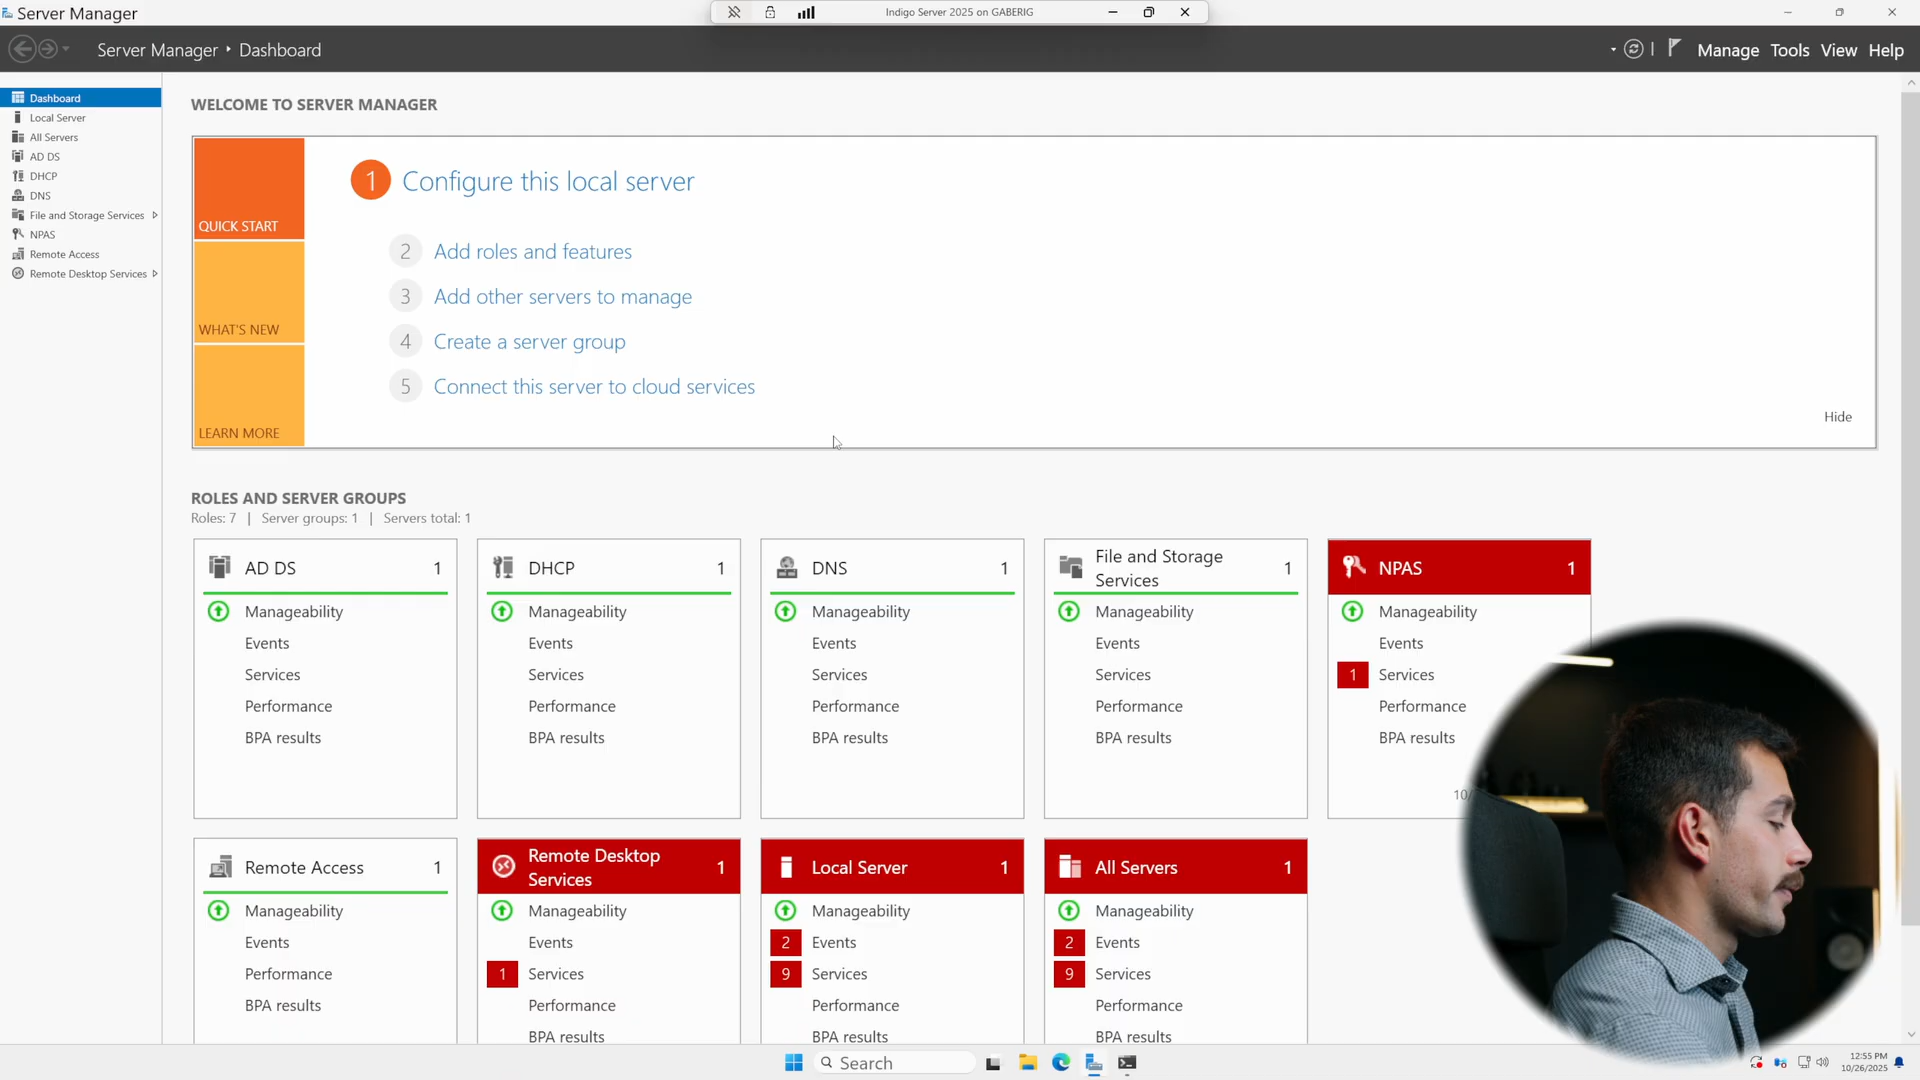 Server Manager
Indigo Server 2025 on GABERIG
Server Manager ‣ Dashboard
Manage Tools View Help
Dashboard
Local Server
All Servers
AD DS
DHCP
DNS
File and Storage Services
NPAS
Remote Access
Remote Desktop Services
WELCOME TO SERVER MANAGER
QUICK START
WHAT'S NEW
LEARN MORE
1 Configure this local server
2 Add roles and features
3 Add other servers to manage
4 Create a server group
5 Connect this server to cloud services
Hide
ROLES AND SERVER GROUPS
Roles: 7 | Server groups: 1 | Servers total: 1
AD DS 1
Manageability
Events
Services
Performance
BPA results
DHCP 1
Manageability
Events
Services
Performance
BPA results
DNS 1
Manageability
Events
Services
Performance
BPA results
File and Storage
Services 1
Manageability
Events
Services
Performance
BPA results
NPAS 1
Manageability
Events
1 Services
Performance
BPA results
10/
Remote Access 1
Manageability
Events
Performance
BPA results
Remote Desktop
Services 1
Manageability
Events
1 Services
Performance
BPA results
Local Server 1
Manageability
2 Events
9 Services
Performance
BPA results
All Servers 1
Manageability
2 Events
9 Services
Performance
BPA results
Search
12:55 PM
10/26/2025